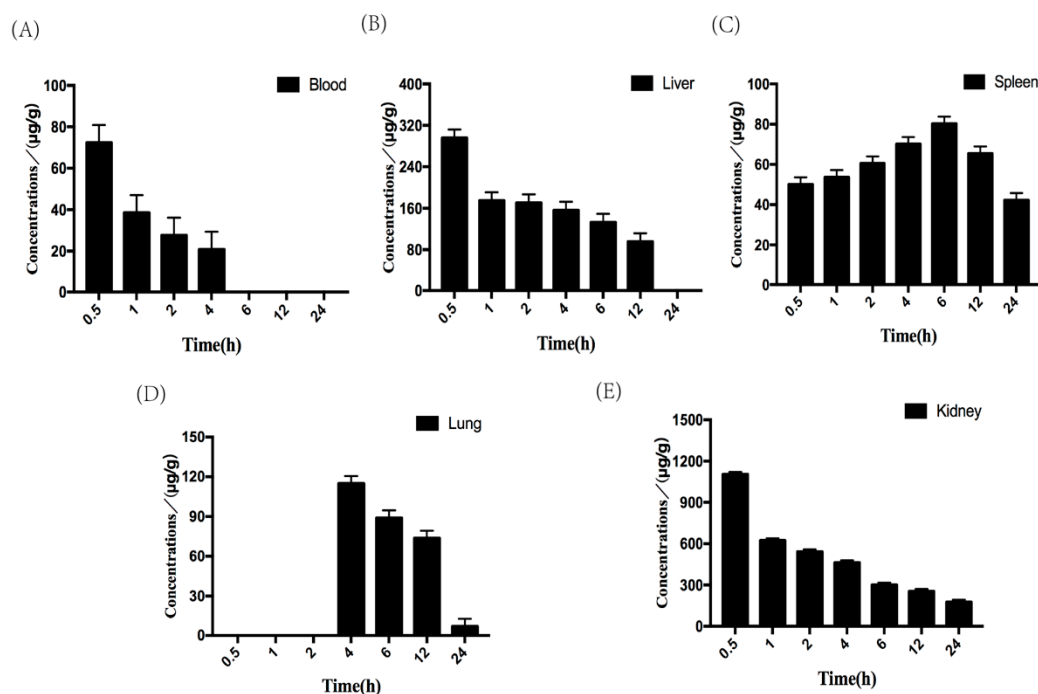 (A)
Blood
Concentrations／(μg/g)
100
80
60
40
20
0
0.5 1 2 4 6 12 24
Time(h)
(B)
Liver
Concentrations／(μg/g)
400
320
240
160
80
0
0.5 1 2 4 6 12 24
Time(h)
(C)
Spleen
Concentrations／(μg/g)
100
80
60
40
20
0
0.5 1 2 4 6 12 24
Time(h)
(D)
Lung
Concentrations／(μg/g)
150
120
90
60
30
0
0.5 1 2 4 6 12 24
Time(h)
(E)
Kidney
Concentrations／(μg/g)
1500
1200
900
600
300
0
0.5 1 2 4 6 12 24
Time(h)